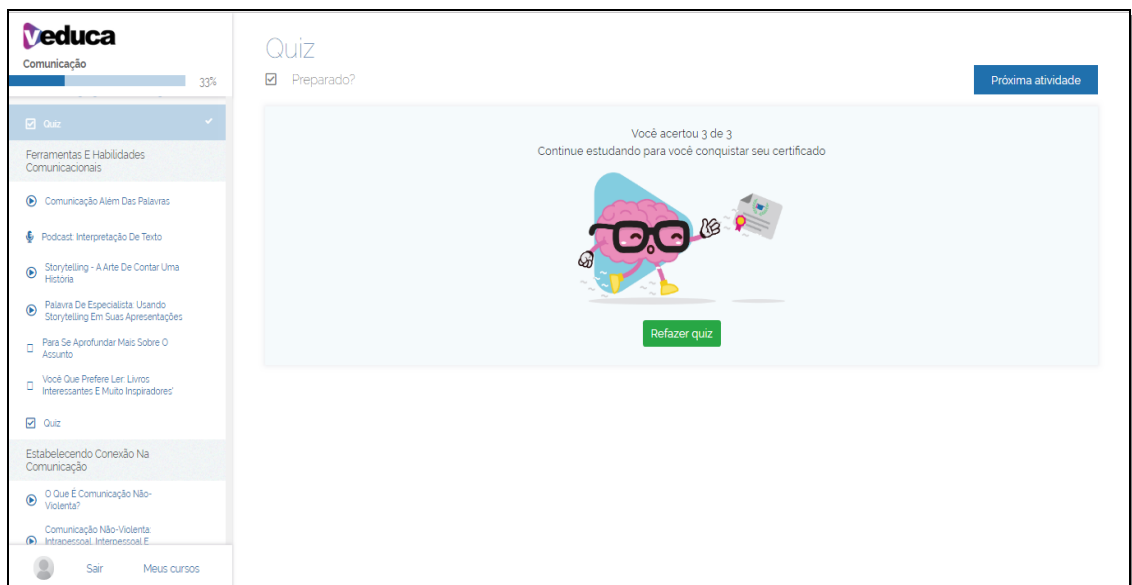 veduca
Comunicação
33%
Quiz
Ferramentas E Habilidades
Comunicacionais
Comunicação Além Das Palavras
Podcast: Interpretação De Texto
Storytelling - A Arte De Contar Uma
História
Palavra De Especialista: Usando
Storytelling Em Suas Apresentações
Para Se Aprofundar Mais Sobre O
Assunto
Você Que Prefere Ler: Livros
Interessantes E Muito Inspiradores'
Quiz
Estabelecendo Conexão Na
Comunicação
O Que É Comunicação Não-
Violenta?
Comunicação Não-Violenta:
Intrapessoal, Interpessoal E
Sair
Meus cursos
Quiz
Preparado?
Próxima atividade
Você acertou 3 de 3
Continue estudando para você conquistar seu certificado
Refazer quiz